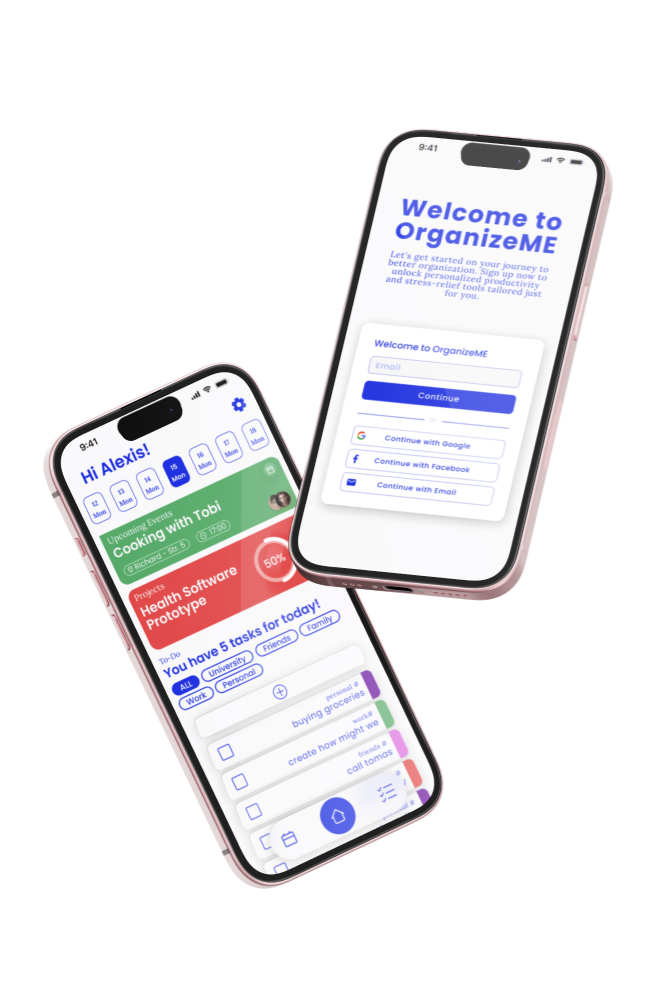 9:41
Welcome to
OrganizeME
Let's get started on your journey to
better organization. Sign up now to
unlock personalized productivity
and stress-relief tools tailored just
for you.
Welcome to OrganizeME
Email
Continue
Continue with Google
Continue with Facebook
Continue with Email
9:41
Hi Alexis!
12 Mon
13 Mon
14 Mon
15 Mon
16 Mon
17 Mon
18 Mon
Upcoming Events
Cooking with Tobi
Richard - Str. 5
17:00
Projects
Health Software
Prototype
50%
To-Do
You have 5 tasks for today!
ALL University Friends Family
Work Personal
personal #
buying groceries
work#
create how might we
friends #
call tomas
#